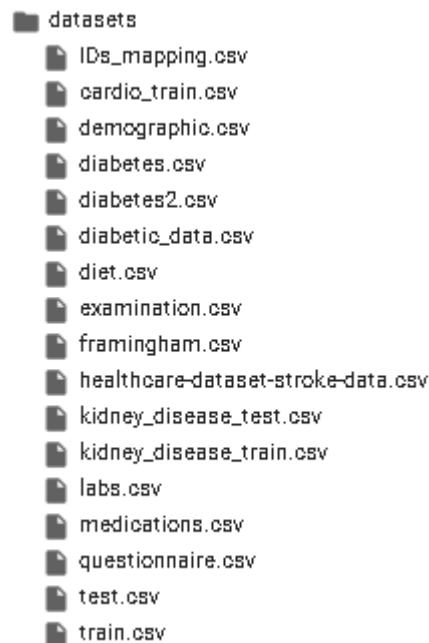 datasets
IDs_mapping.csv
cardio_train.csv
demographic.csv
diabetes.csv
diabetes2.csv
diabetic_data.csv
diet.csv
examination.csv
framingham.csv
healthcare-dataset-stroke-data.csv
kidney_disease_test.csv
kidney_disease_train.csv
labs.csv
medications.csv
questionnaire.csv
test.csv
train.csv